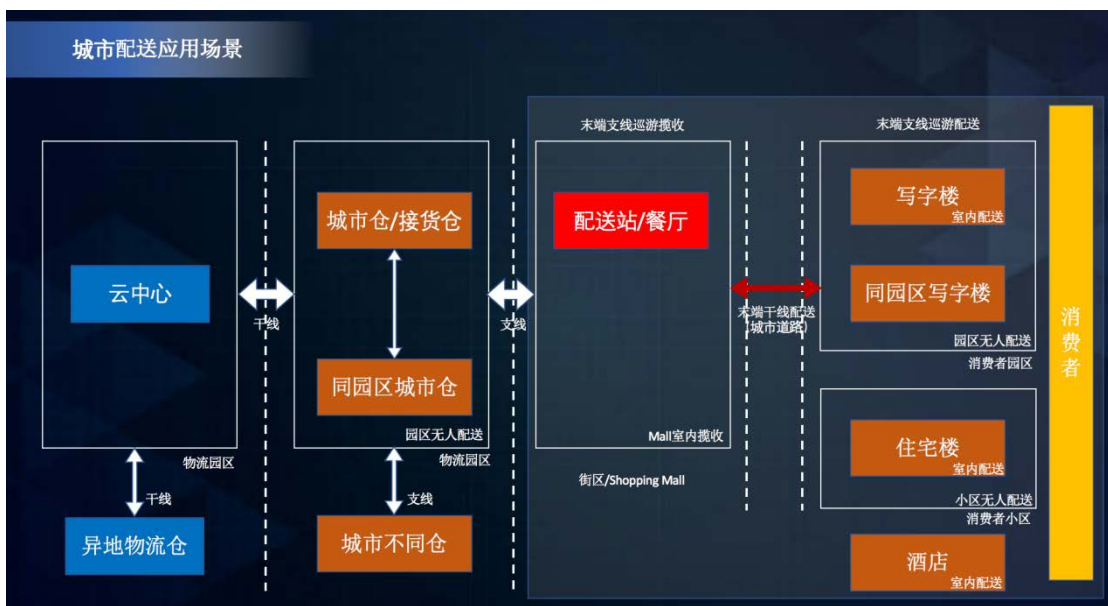 城市配送应用场景
云中心
物流园区
干线
异地物流仓
干线
城市仓/接货仓
同园区城市仓
园区无人配送
物流园区
支线
城市不同仓
支线
末端支线巡游揽收
配送站/餐厅
Mall室内揽收
街区/Shopping Mall
末端干线配送
(城市道路)
末端支线巡游配送
写字楼
室内配送
同园区写字楼
园区无人配送
消费者园区
住宅楼
室内配送
小区无人配送
消费者小区
酒店
室内配送
消费者